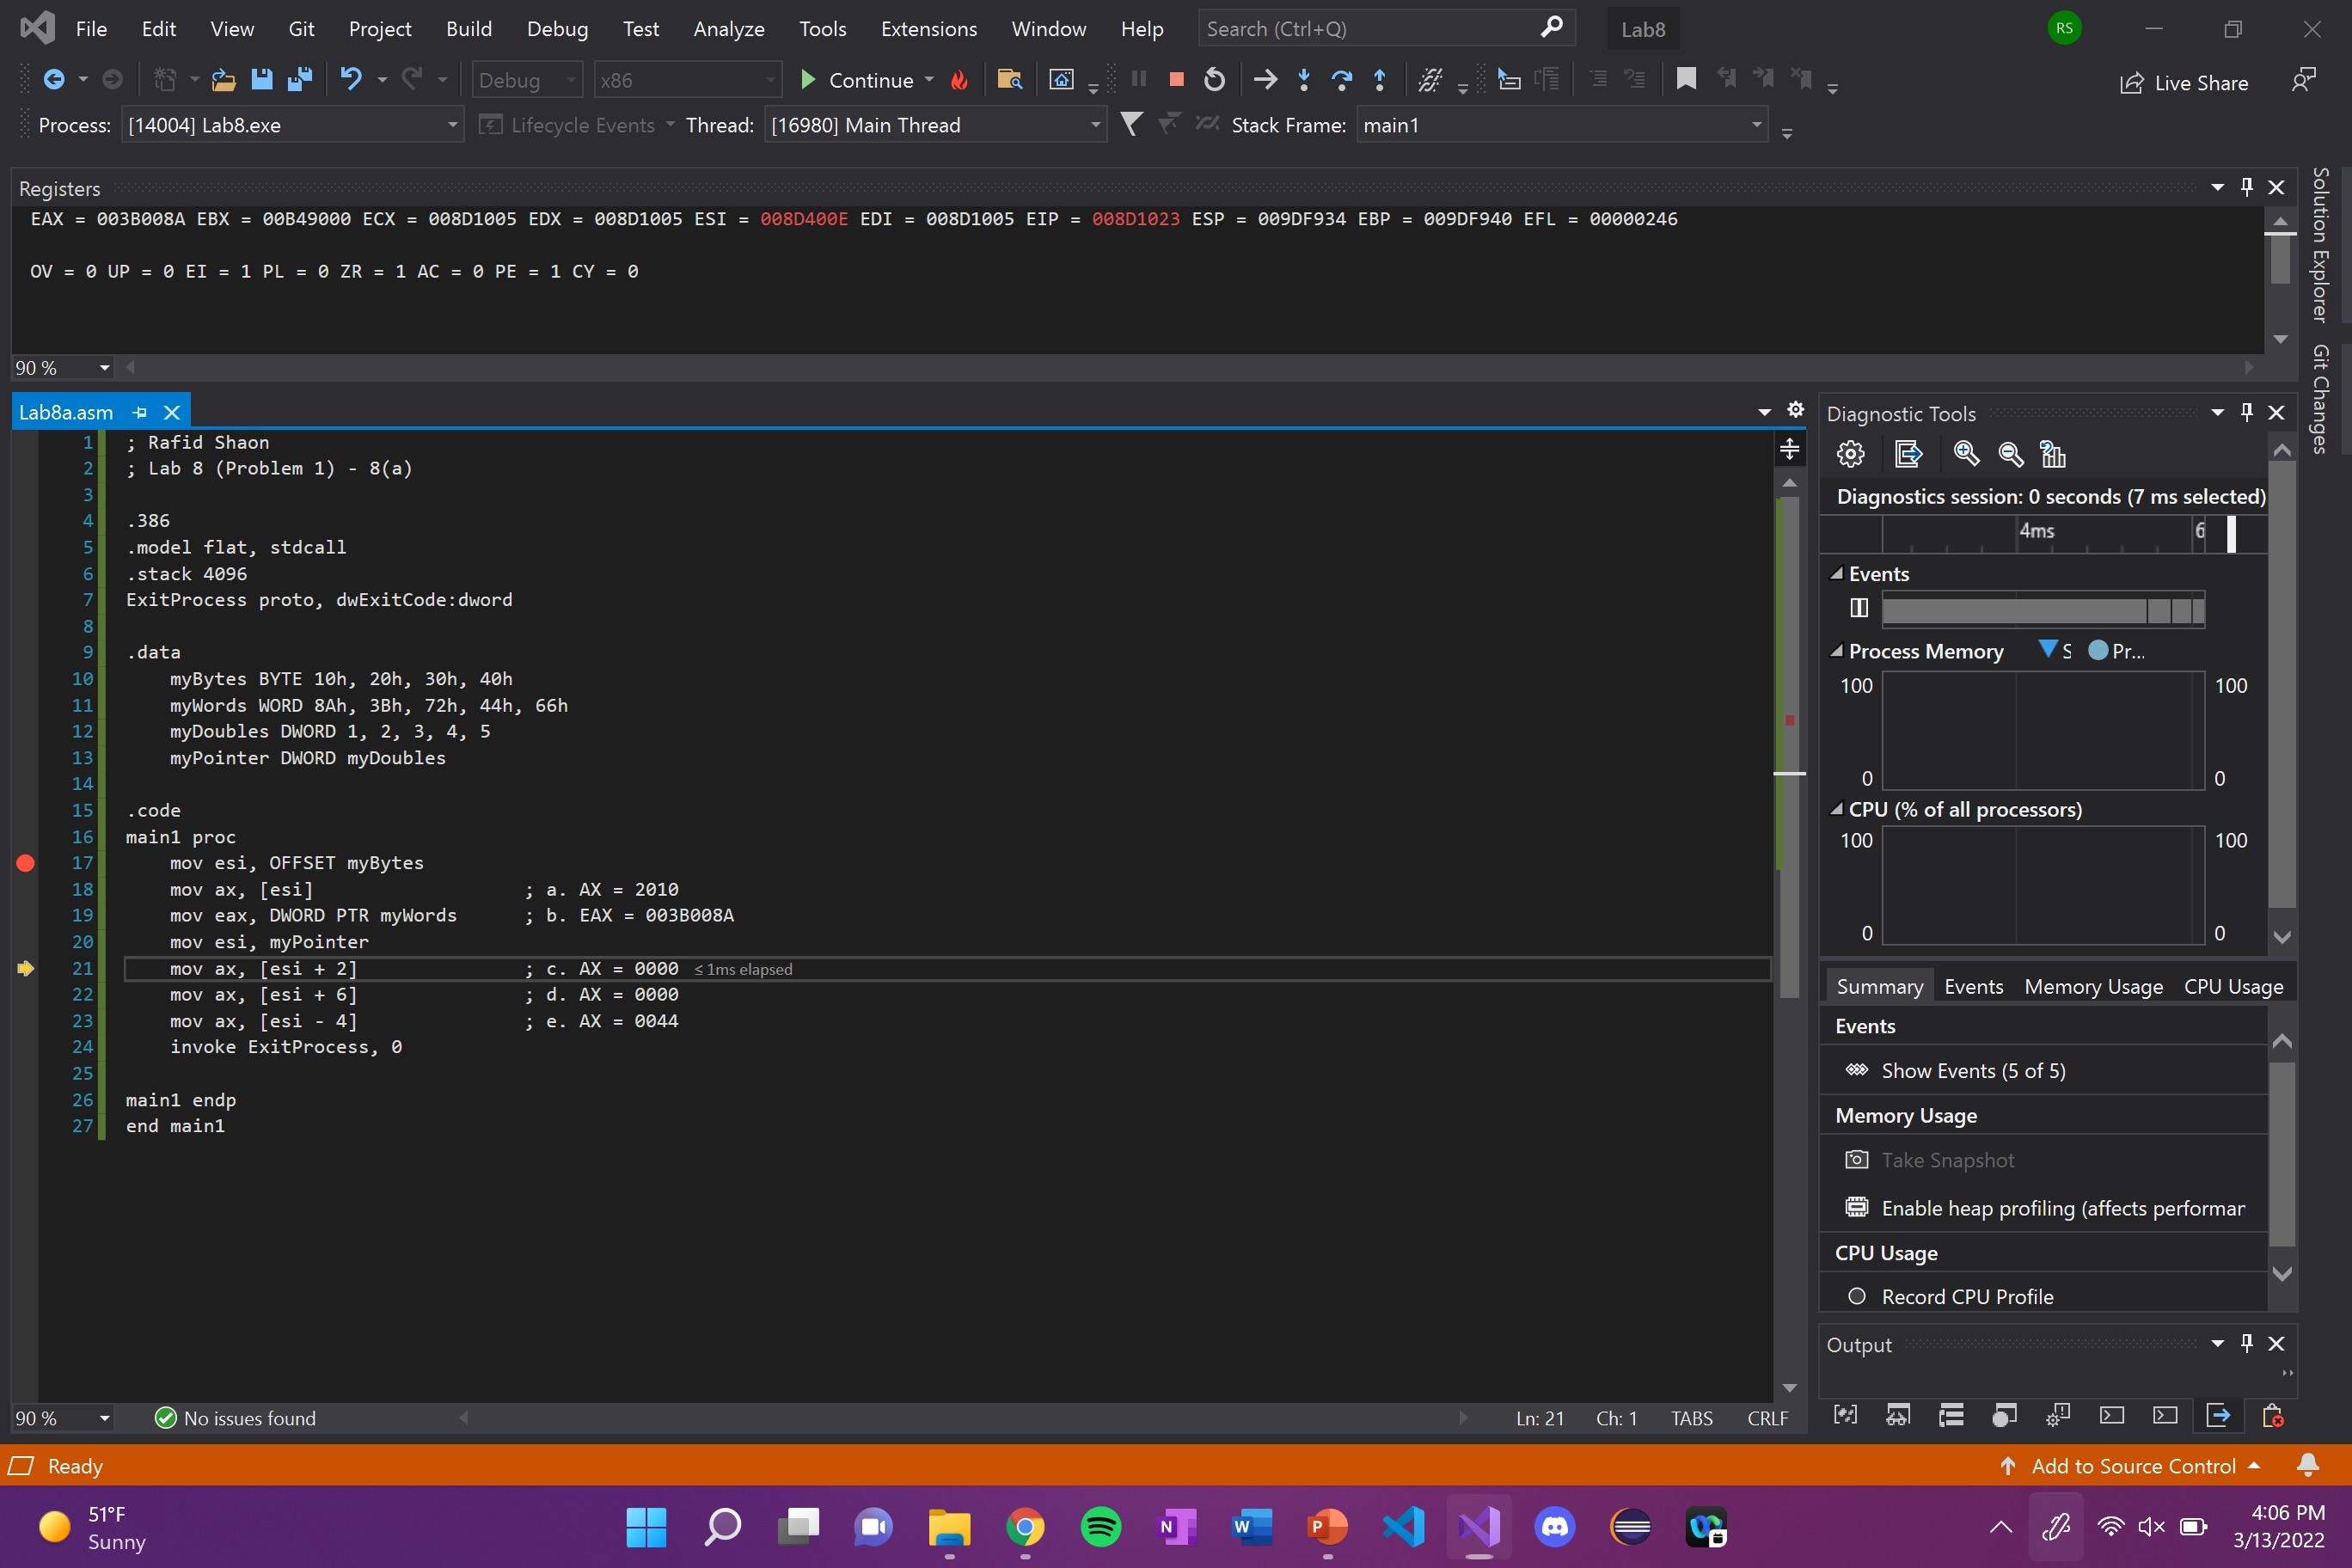 File Edit View Git Project Build Debug Test Analyze Tools Extensions Window Help Search (Ctrl+Q) Lab8 RS
Debug x86 Continue Live Share
Process: [14004] Lab8.exe Lifecycle Events Thread: [16980] Main Thread Stack Frame: main1
Registers
EAX = 003B008A EBX = 00B49000 ECX = 008D1005 EDX = 008D1005 ESI = 008D400E EDI = 008D1005 EIP = 008D1023 ESP = 009DF934 EBP = 009DF940 EFL = 00000246
OV = 0 UP = 0 EI = 1 PL = 0 ZR = 1 AC = 0 PE = 1 CY = 0
90 %
Solution Explorer
Git Changes
Lab8a.asm
1 ; Rafid Shaon
2 ; Lab 8 (Problem 1) - 8(a)
3
4 .386
5 .model flat, stdcall
6 .stack 4096
7 ExitProcess proto, dwExitCode:dword
8
9 .data
10 myBytes BYTE 10h, 20h, 30h, 40h
11 myWords WORD 8Ah, 3Bh, 72h, 44h, 66h
12 myDoubles DWORD 1, 2, 3, 4, 5
13 myPointer DWORD myDoubles
14
15 .code
16 main1 proc
17 mov esi, OFFSET myBytes
18 mov ax, [esi] ; a. AX = 2010
19 mov eax, DWORD PTR myWords ; b. EAX = 003B008A
20 mov esi, myPointer
21 mov ax, [esi + 2] ; c. AX = 0000 ≤ 1ms elapsed
22 mov ax, [esi + 6] ; d. AX = 0000
23 mov ax, [esi - 4] ; e. AX = 0044
24 invoke ExitProcess, 0
25
26 main1 endp
27 end main1
90 % No issues found Ln: 21 Ch: 1 TABS CRLF
Diagnostic Tools
Diagnostics session: 0 seconds (7 ms selected)
4ms 6
Events
Process Memory S Pr...
100 100
0 0
CPU (% of all processors)
100 100
0 0
Summary Events Memory Usage CPU Usage
Events
Show Events (5 of 5)
Memory Usage
Take Snapshot
Enable heap profiling (affects performar
CPU Usage
Record CPU Profile
Output
Ready Add to Source Control
51°F
Sunny
4:06 PM
3/13/2022